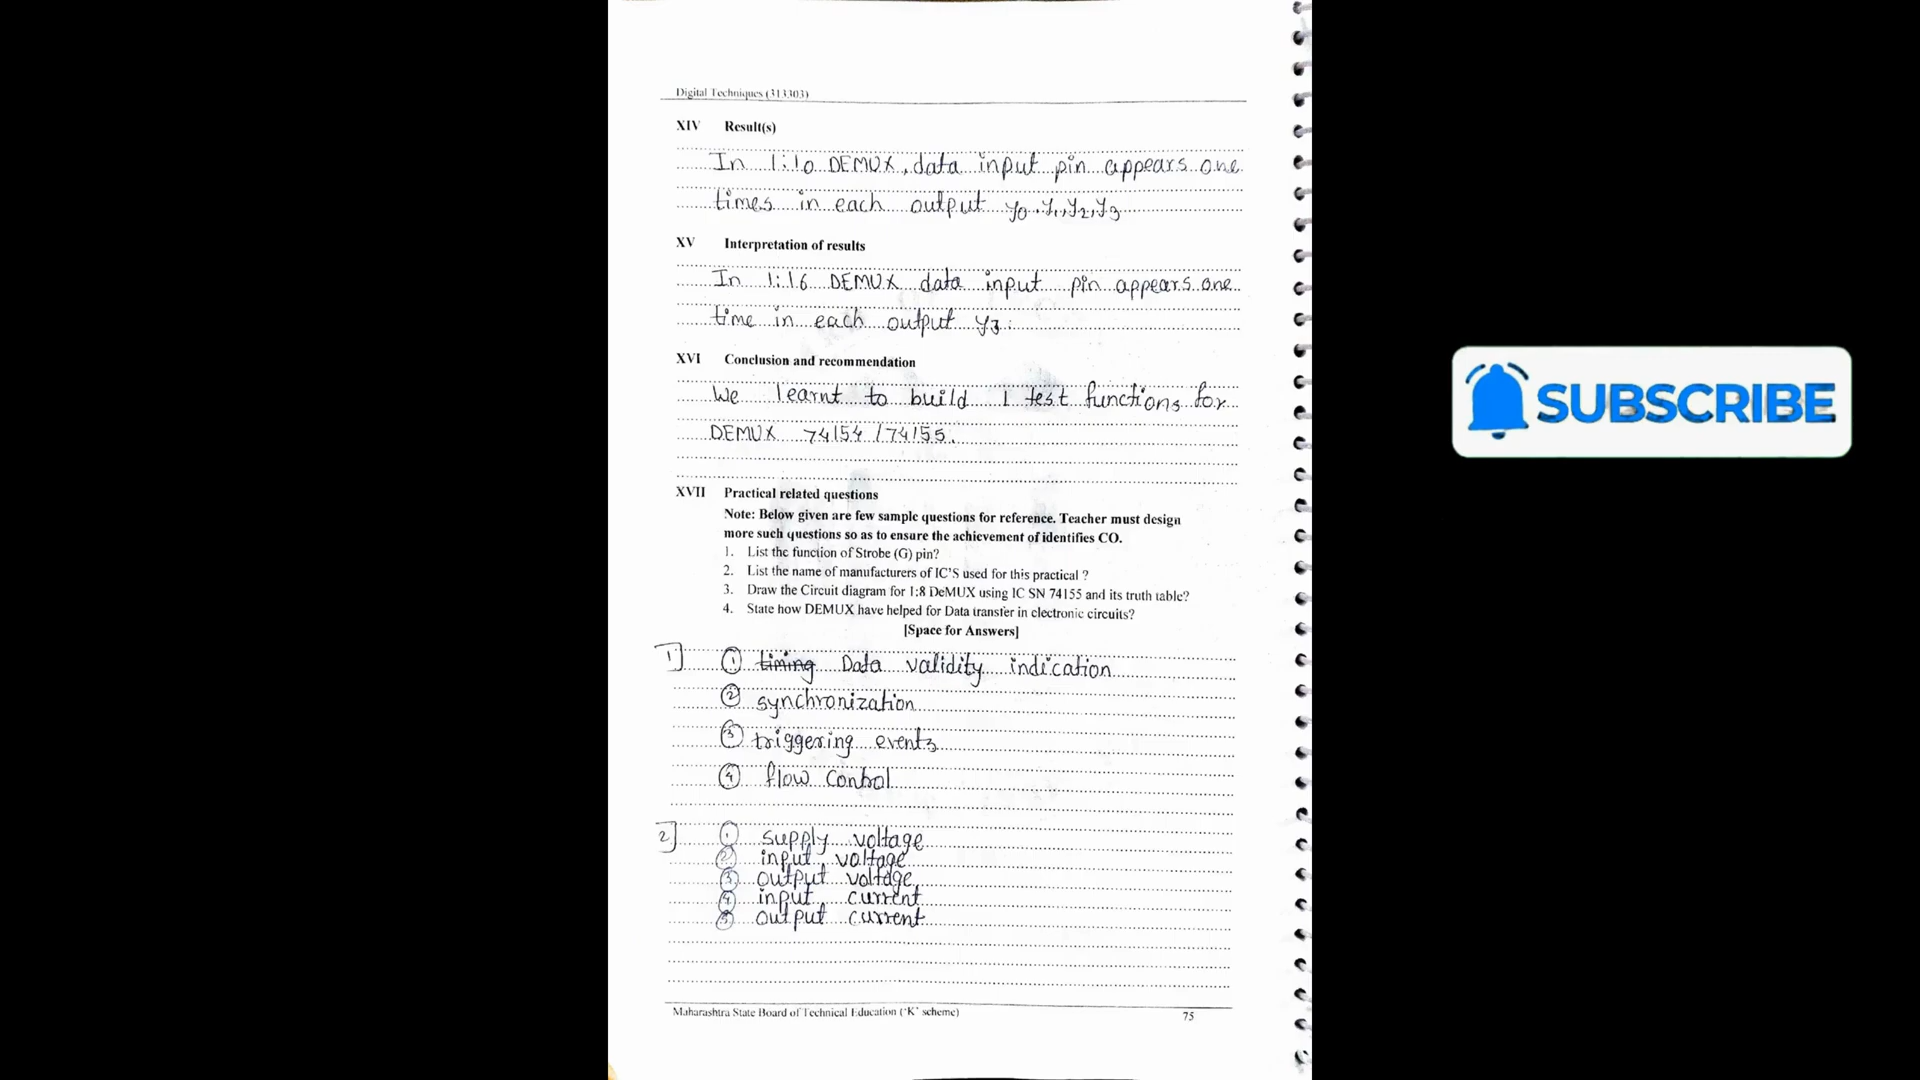 Digital Techniques (313303)
XIV Result(s)
In 1:10 DEMUX, data input pin appears one
times in each output y0, y1, y2, y3
XV Interpretation of results
In 1:16 DEMUX data input pin appears one
time in each output y3.
XVI Conclusion and recommendation
We learnt to build 1 test functions for
DEMUX 74154 / 74155.
XVII Practical related questions
Note: Below given are few sample questions for reference. Teacher must design
more such questions so as to ensure the achievement of identifies CO.
1. List the function of Strobe (G) pin?
2. List the name of manufacturers of IC'S used for this practical ?
3. Draw the Circuit diagram for 1:8 DeMUX using IC SN 74155 and its truth table?
4. State how DEMUX have helped for Data transfer in electronic circuits?
[Space for Answers]
1] ① timing Data validity indication
② synchronization
③ triggering events
④ flow control
2] ① supply voltage
② input voltage
③ output voltage
④ input current
⑤ output current
Maharashtra State Board of Technical Education ('K' scheme) 75
SUBSCRIBE